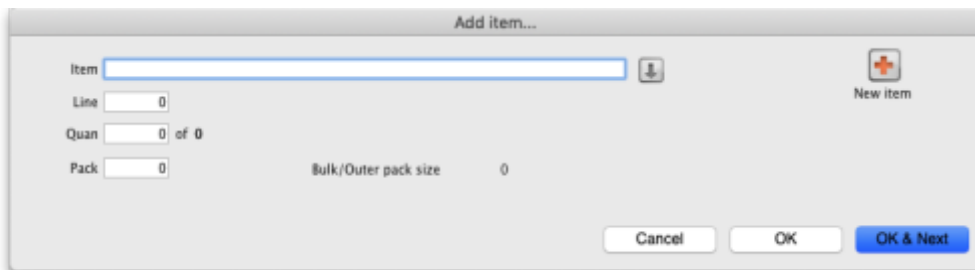 Add item...
Item
New item
Line 0
Quan 0 of 0
Pack 0 Bulk/Outer pack size 0
Cancel OK OK & Next